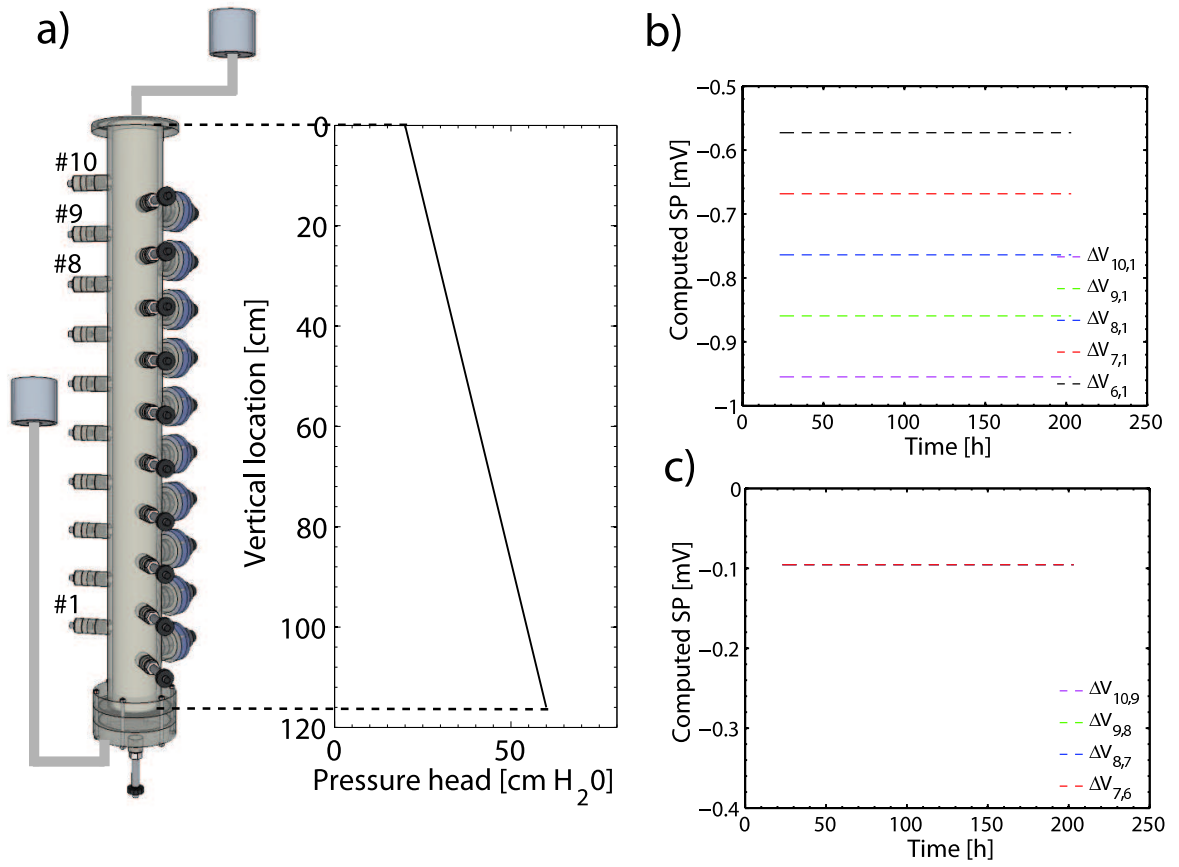 a)
#10
#9
#8
#1
Vertical location [cm]
0
20
40
60
80
100
120
0
50
Pressure head [cm H₂0]
b)
Computed SP [mV]
−0.5
−0.6
−0.7
−0.8
−0.9
−1
0
50
100
150
200
250
Time [h]
ΔV₁₀,₁
ΔV₉,₁
ΔV₈,₁
ΔV₇,₁
ΔV₆,₁
c)
Computed SP [mV]
0
−0.1
−0.2
−0.3
−0.4
0
50
100
150
200
250
Time [h]
ΔV₁₀,₉
ΔV₉,₈
ΔV₈,₇
ΔV₇,₆